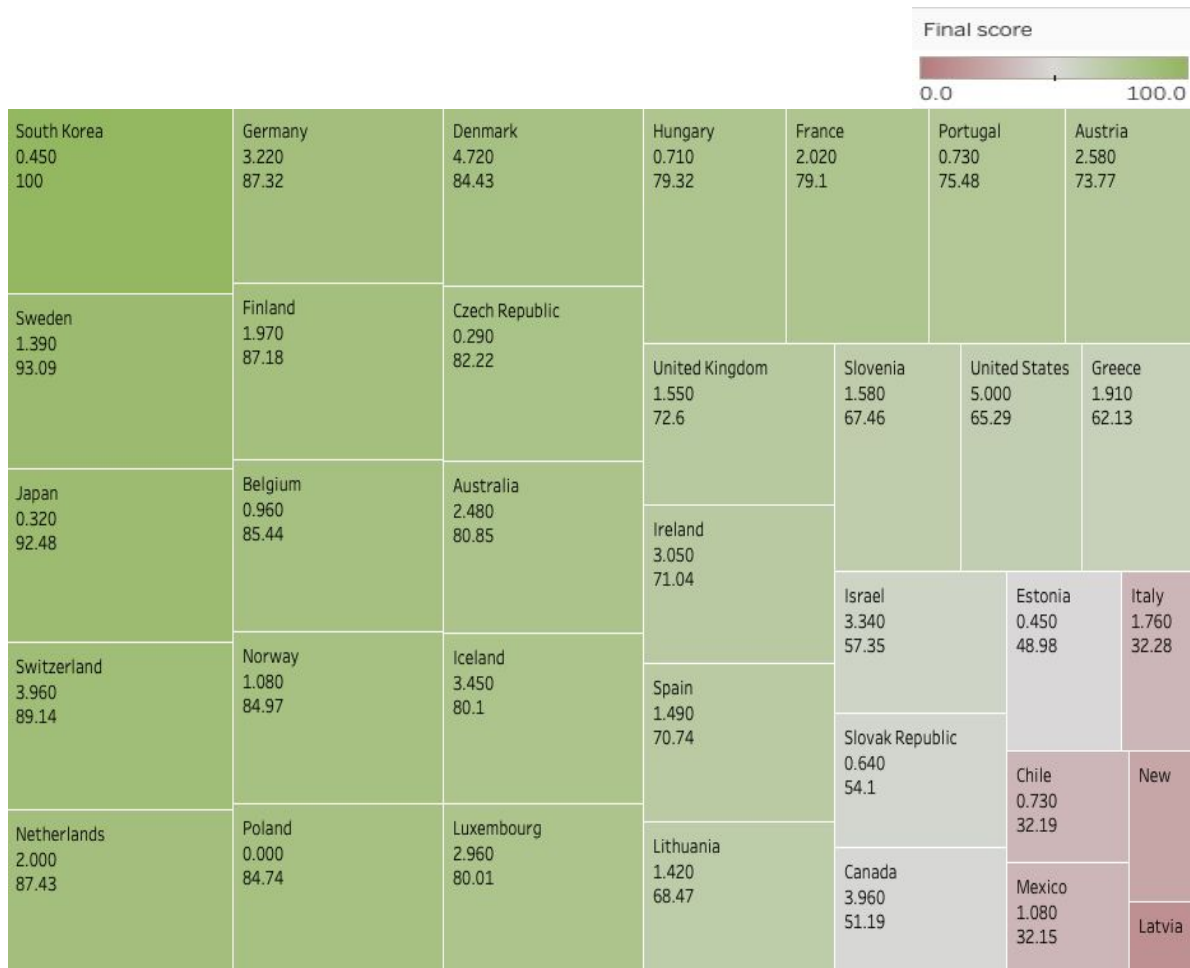 Final score
0.0 100.0
South Korea
0.450
100
Sweden
1.390
93.09
Japan
0.320
92.48
Switzerland
3.960
89.14
Netherlands
2.000
87.43
Germany
3.220
87.32
Finland
1.970
87.18
Belgium
0.960
85.44
Norway
1.080
84.97
Poland
0.000
84.74
Denmark
4.720
84.43
Czech Republic
0.290
82.22
Australia
2.480
80.85
Iceland
3.450
80.1
Luxembourg
2.960
80.01
Hungary
0.710
79.32
France
2.020
79.1
Portugal
0.730
75.48
Austria
2.580
73.77
United Kingdom
1.550
72.6
Ireland
3.050
71.04
Spain
1.490
70.74
Lithuania
1.420
68.47
Slovenia
1.580
67.46
United States
5.000
65.29
Greece
1.910
62.13
Israel
3.340
57.35
Slovak Republic
0.640
54.1
Canada
3.960
51.19
Estonia
0.450
48.98
Italy
1.760
32.28
Chile
0.730
32.19
Mexico
1.080
32.15
New
Latvia